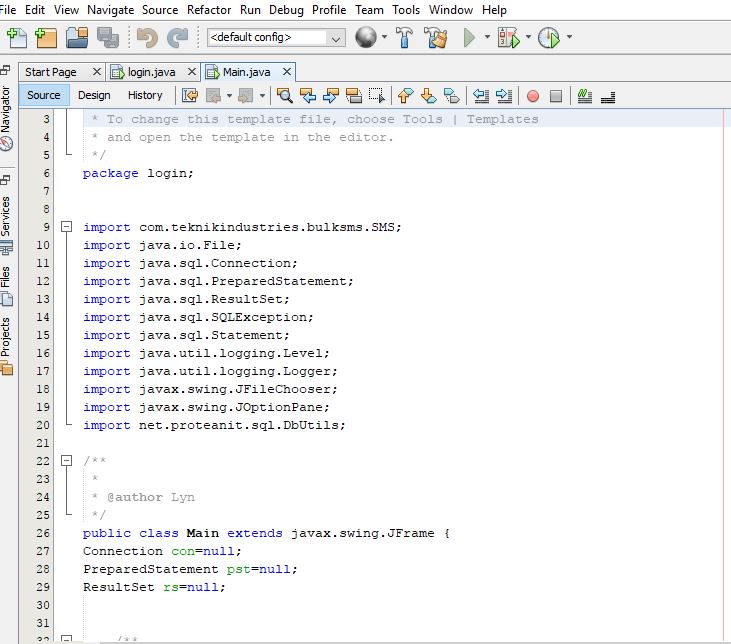 File Edit View Navigate Source Refactor Run Debug Profile Team Tools Window Help
<default config>
Start Page login.java Main.java
Source Design History
Navigator
Services
Files
Projects
3 * To change this template file, choose Tools | Templates
4 * and open the template in the editor.
5 */
6 package login;
7
8
9 import com.teknikindustries.bulksms.SMS;
10 import java.io.File;
11 import java.sql.Connection;
12 import java.sql.PreparedStatement;
13 import java.sql.ResultSet;
14 import java.sql.SQLException;
15 import java.sql.Statement;
16 import java.util.logging.Level;
17 import java.util.logging.Logger;
18 import javax.swing.JFileChooser;
19 import javax.swing.JOptionPane;
20 import net.proteanit.sql.DbUtils;
21
22 /**
23 *
24 * @author Lyn
25 */
26 public class Main extends javax.swing.JFrame {
27 Connection con=null;
28 PreparedStatement pst=null;
29 ResultSet rs=null;
30
31
32 /**